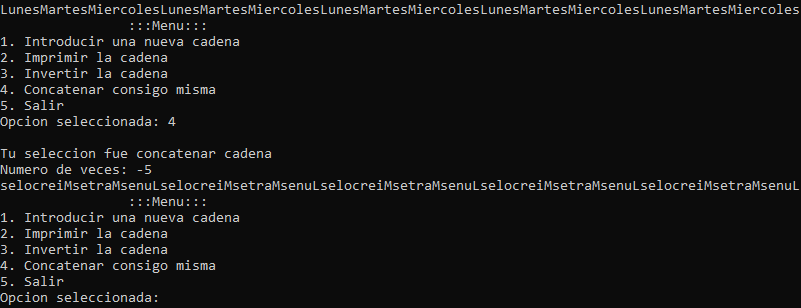 LunesMartesMiercolesLunesMartesMiercolesLunesMartesMiercolesLunesMartesMiercolesLunesMartesMiercoles
:::Menu:::
1. Introducir una nueva cadena
2. Imprimir la cadena
3. Invertir la cadena
4. Concatenar consigo misma
5. Salir
Opcion seleccionada: 4
Tu seleccion fue concatenar cadena
Numero de veces: -5
selocreiMsetraMsenuLselocreiMsetraMsenuLselocreiMsetraMsenuLselocreiMsetraMsenuLselocreiMsetraMsenuL
:::Menu:::
1. Introducir una nueva cadena
2. Imprimir la cadena
3. Invertir la cadena
4. Concatenar consigo misma
5. Salir
Opcion seleccionada: